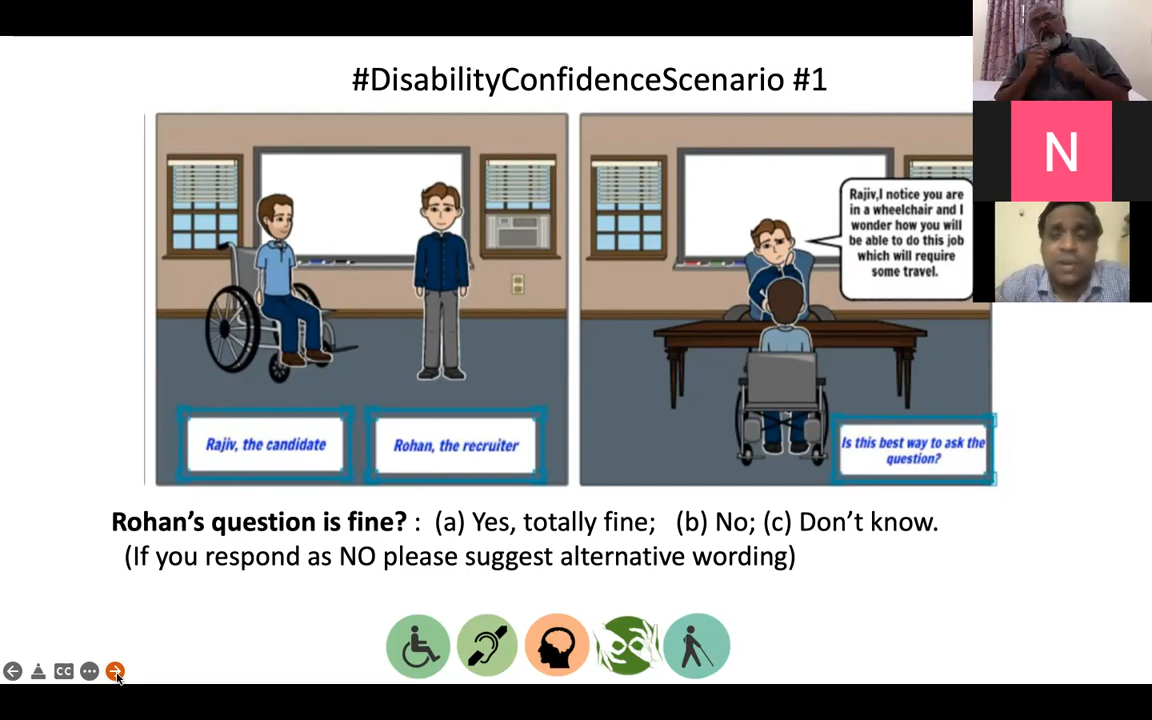 #DisabilityConfidenceScenario #1
N
Rajiv,I notice you are
in a wheelchair and I
wonder how you will
be able to do this job
which will require
some travel.
Rajiv, the candidate
Rohan, the recruiter
Is this best way to ask the
question?
Rohan’s question is fine? : (a) Yes, totally fine; (b) No; (c) Don’t know.
(If you respond as NO please suggest alternative wording)
CC